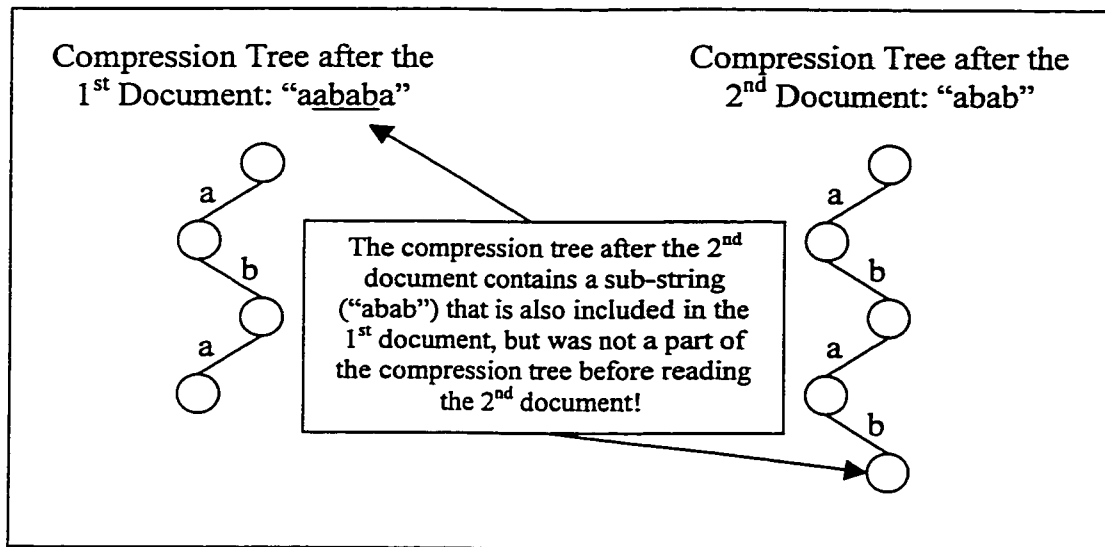 Compression Tree after the
1st Document: “aababa”
Compression Tree after the
2nd Document: “abab”
a
b
a
The compression tree after the 2nd
document contains a sub-string
(“abab”) that is also included in the
1st document, but was not a part of
the compression tree before reading
the 2nd document!
a
b
a
b